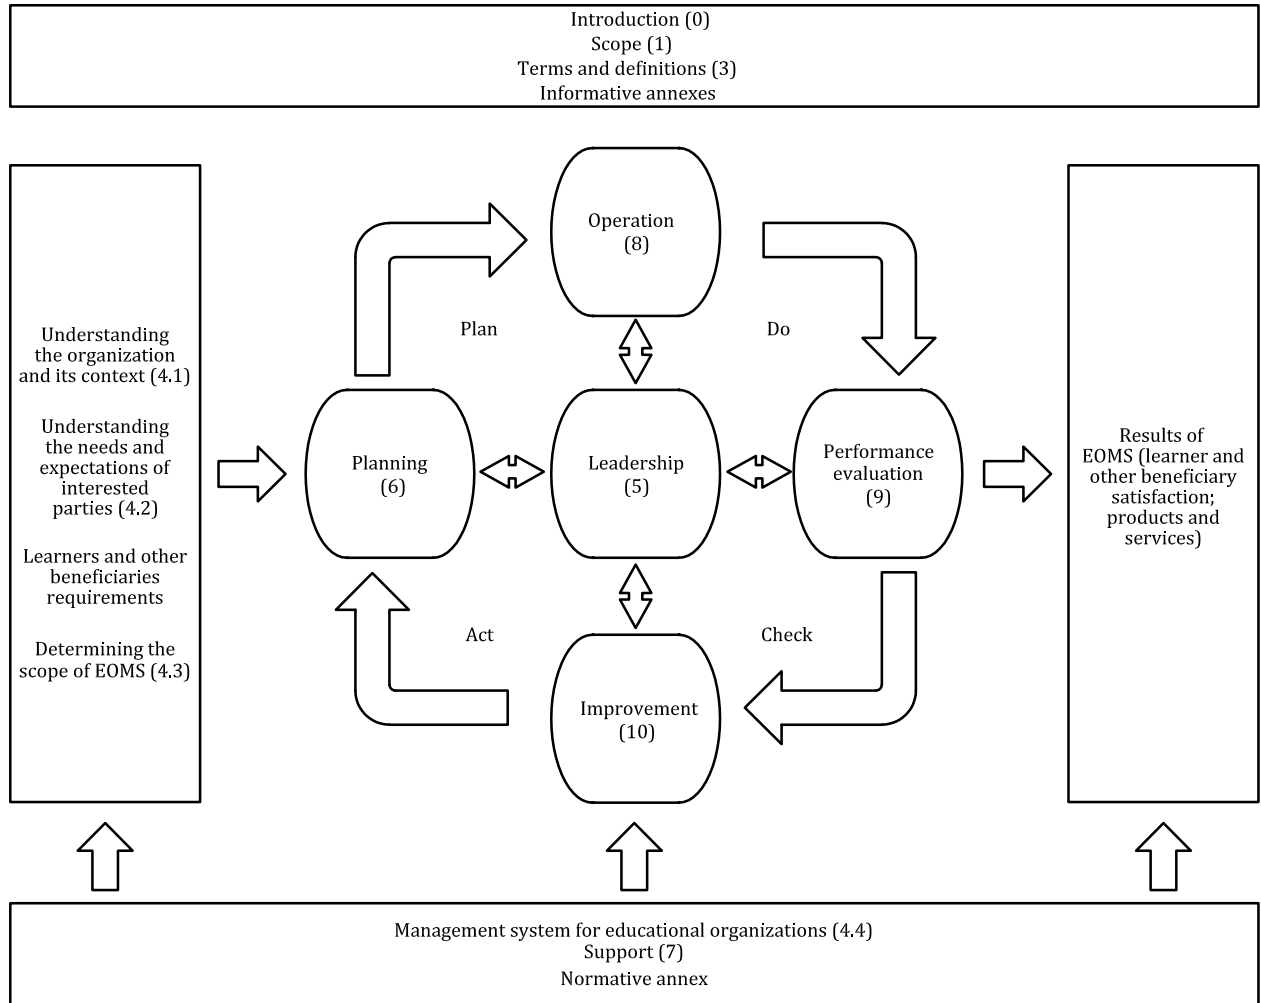 Introduction (0)
Scope (1)
Terms and definitions (3)
Informative annexes
Understanding
the organization
and its context (4.1)
Understanding
the needs and
expectations of
interested
parties (4.2)
Learners and other
beneficiaries
requirements
Determining the
scope of EOMS (4.3)
Operation
(8)
Plan
Do
Planning
(6)
Leadership
(5)
Performance
evaluation
(9)
Act
Check
Improvement
(10)
Results of
EOMS (learner and
other beneficiary
satisfaction;
products and
services)
Management system for educational organizations (4.4)
Support (7)
Normative annex